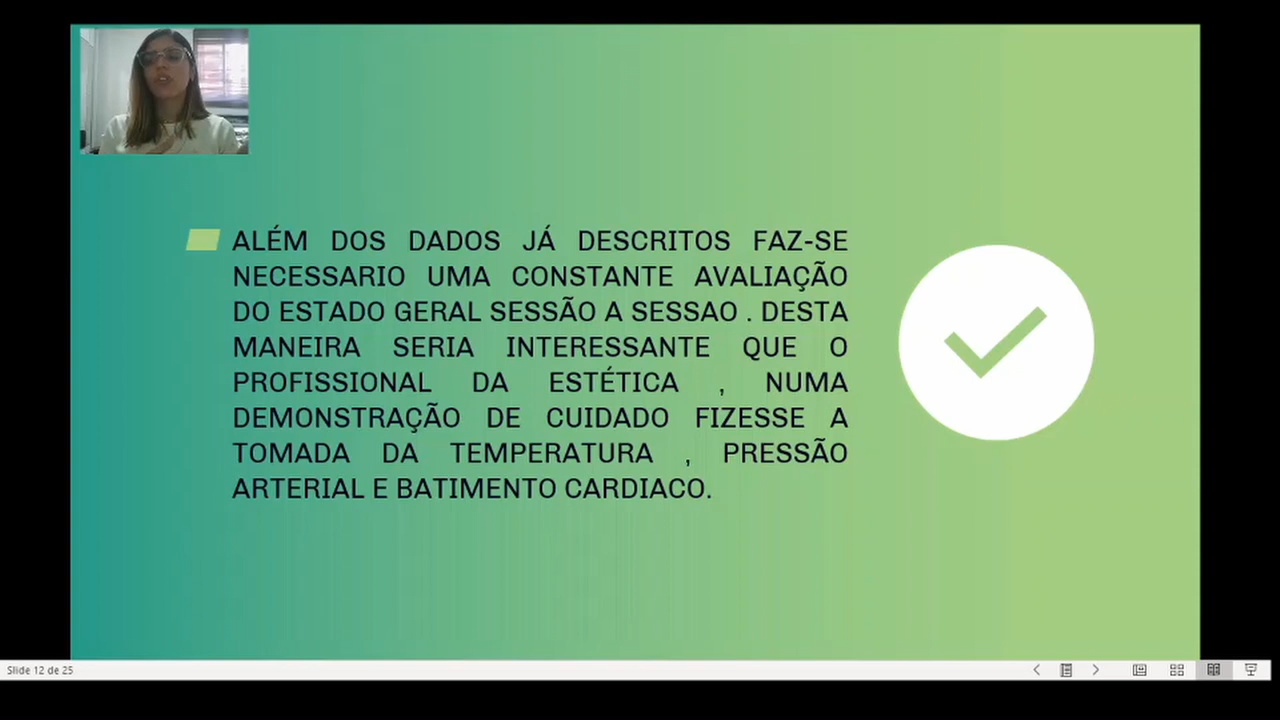 ALÉM DOS DADOS JÁ DESCRITOS FAZ-SE
NECESSARIO UMA CONSTANTE AVALIAÇÃO
DO ESTADO GERAL SESSÃO A SESSAO . DESTA
MANEIRA SERIA INTERESSANTE QUE O
PROFISSIONAL DA ESTÉTICA , NUMA
DEMONSTRAÇÃO DE CUIDADO FIZESSE A
TOMADA DA TEMPERATURA , PRESSÃO
ARTERIAL E BATIMENTO CARDIACO.
Slide 12 de 25